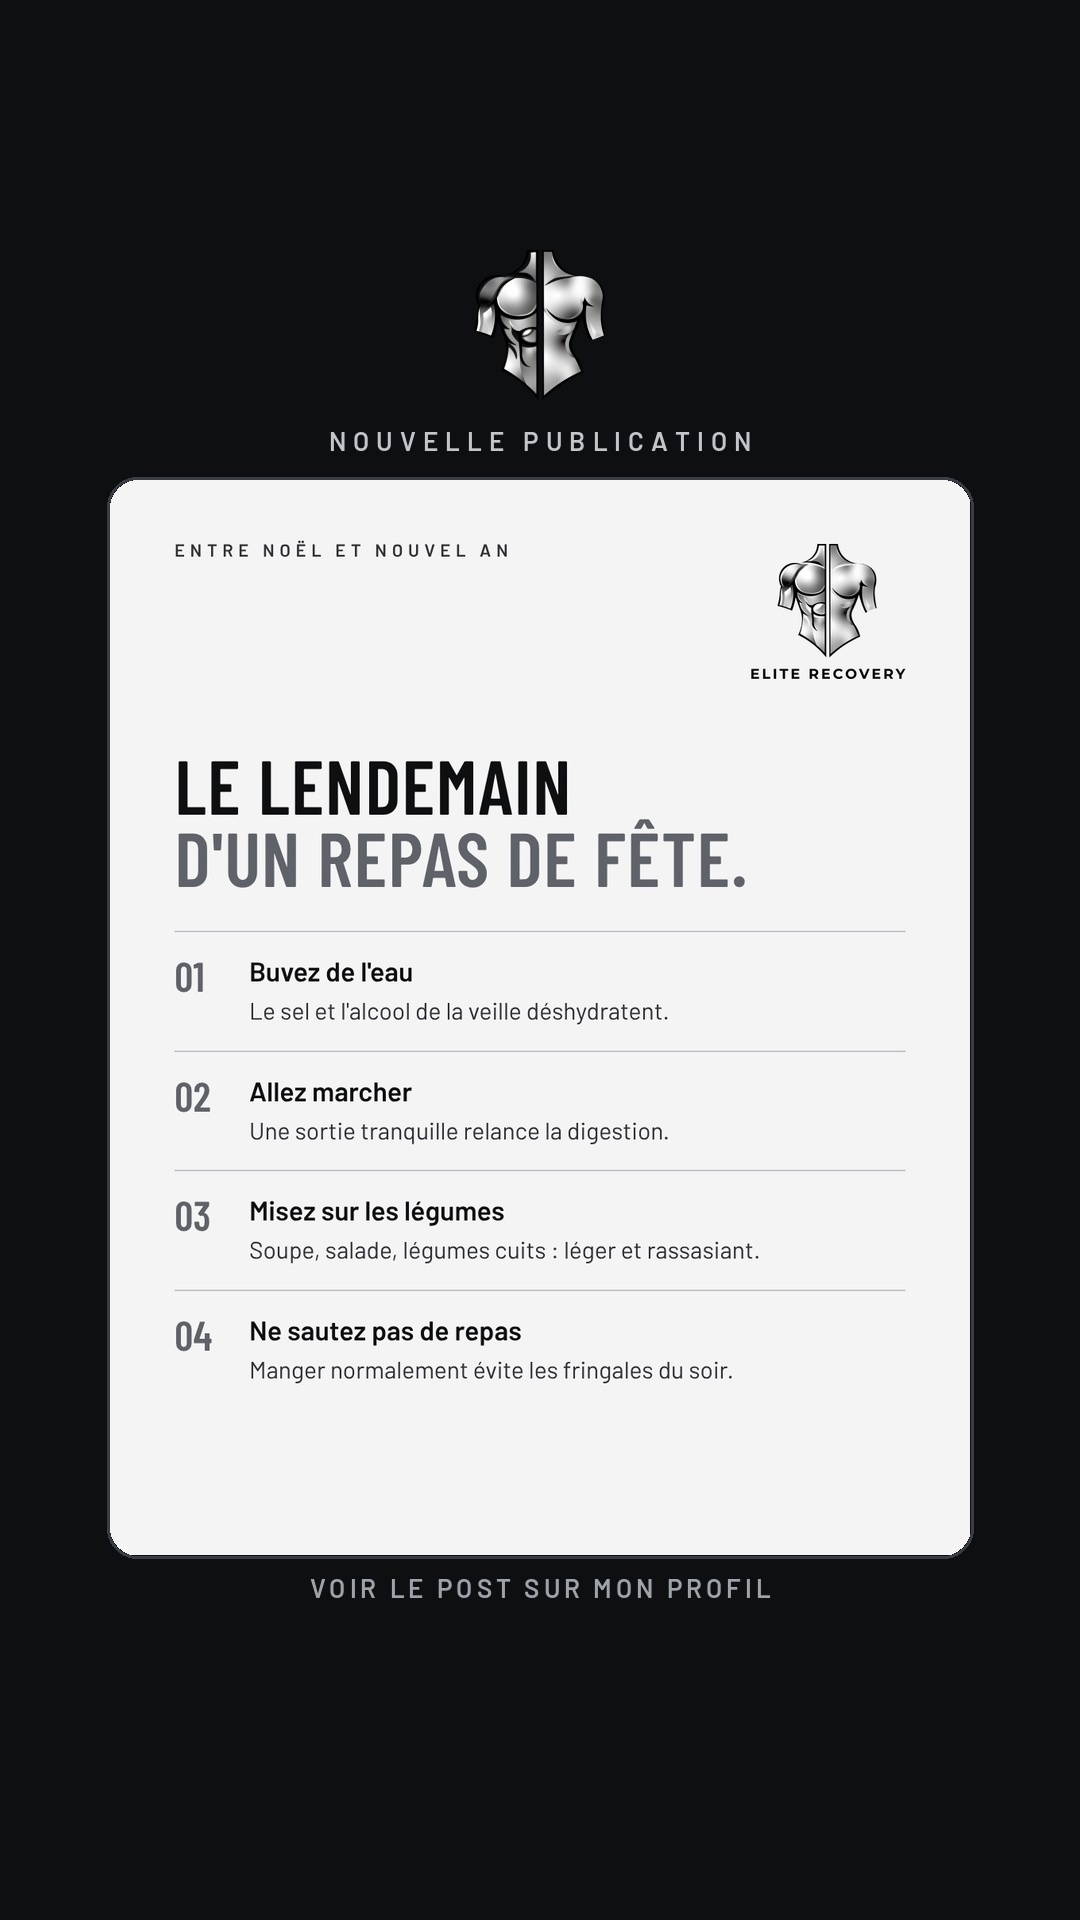 NOUVELLE PUBLICATION
ENTRE NOËL ET NOUVEL AN
ELITE RECOVERY
LE LENDEMAIN
D'UN REPAS DE FÊTE.
01
Buvez de l'eau
Le sel et l'alcool de la veille déshydratent.
02
Allez marcher
Une sortie tranquille relance la digestion.
03
Misez sur les légumes
Soupe, salade, légumes cuits : léger et rassasiant.
04
Ne sautez pas de repas
Manger normalement évite les fringales du soir.
VOIR LE POST SUR MON PROFIL